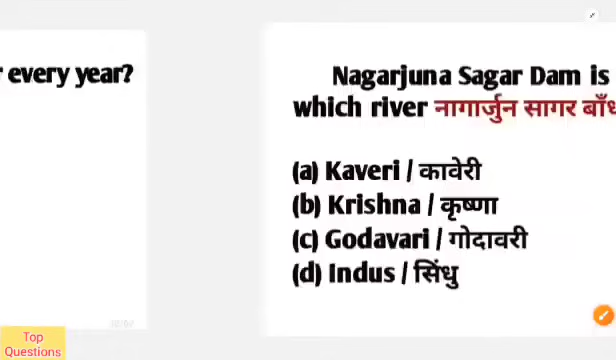 every year?
Nagarjuna Sagar Dam is
which river नागार्जुन सागर
(a) Kaveri / कावेरी
(b) Krishna / कृष्णा
(c) Godavari / गोदावरी
(d) Indus / सिंधु
Top
Questions